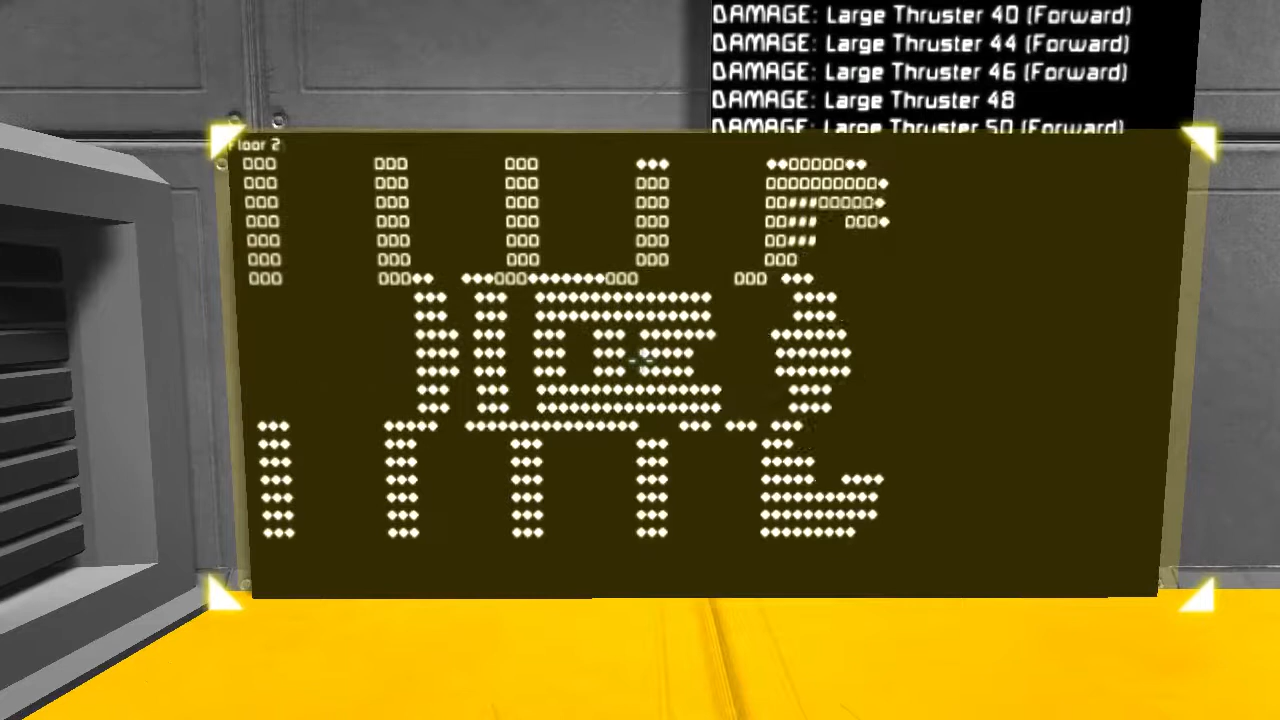 DAMAGE: Large Thruster 40 (Forward)
DAMAGE: Large Thruster 44 (Forward)
DAMAGE: Large Thruster 46 (Forward)
DAMAGE: Large Thruster 48
DAMAGE: Large Thruster 50 (Forward)
Floor 2